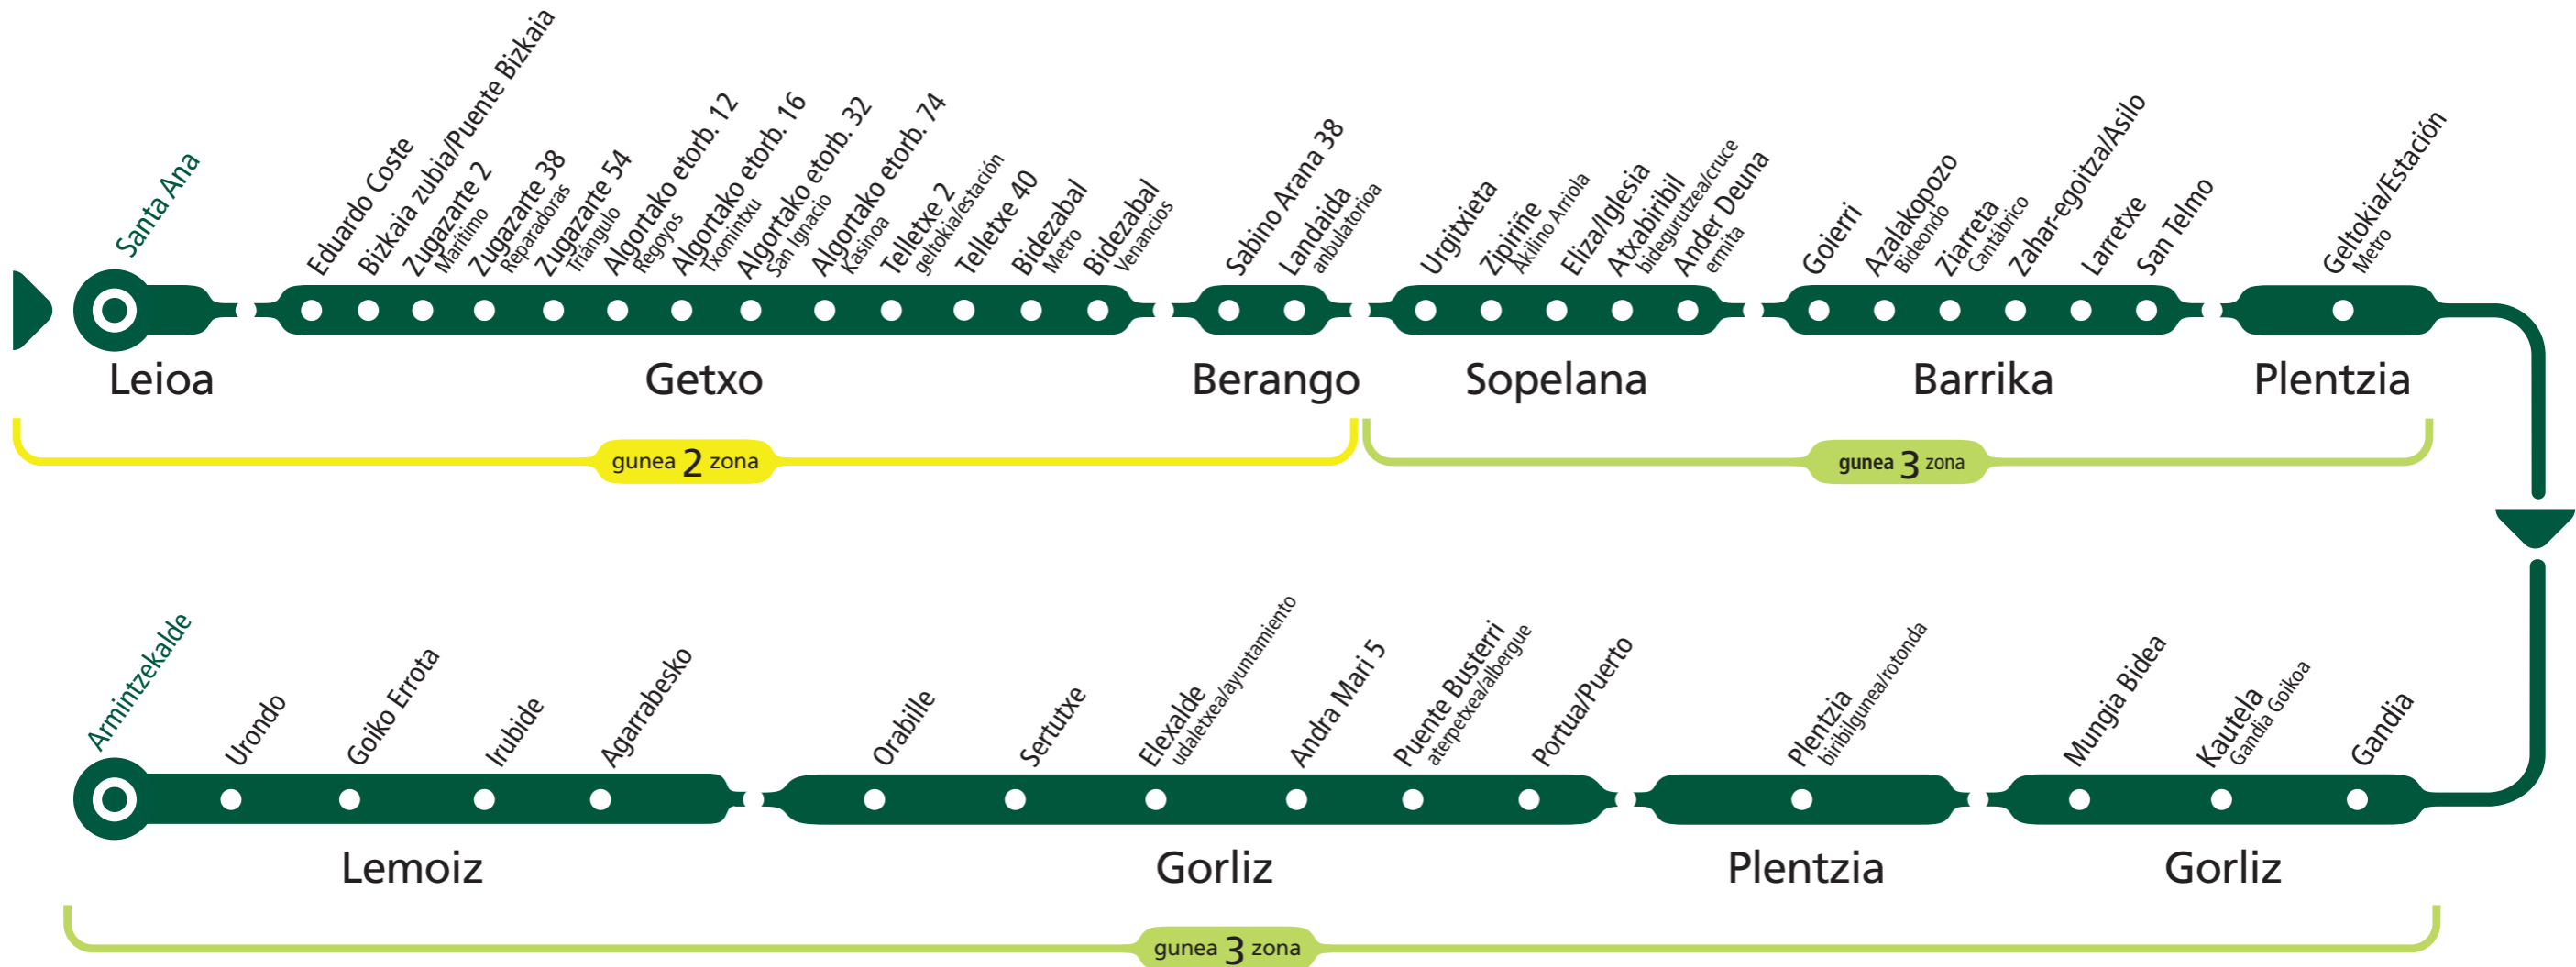 Santa Ana
Eduardo Coste
Bizkaia zubia/Puente Bizkaia
Zugazarte 2
Marítimo
Zugazarte 38
Reparadoras
Zugazarte 54
Triángulo
Algortako etorb. 12
Regoyos
Algortako etorb. 16
Txomintxu
Algortako etorb. 32
San Ignacio
Algortako etorb. 74
Kasinoa
Telletxe 2
geltokia/estación
Telletxe 40
Bidezabal
Metro
Bidezabal
Venancios
Sabino Arana 38
Landaida
anbulatorioa
Urgitxieta
Zipiriñe
Akilino Arriola
Eliza/Iglesia
Atxabiribil
bidegurutzea/cruce
Ander Deuna
ermita
Goierri
Azalakopozo
Bideondo
Ziarreta
Cantábrico
Zahar-egoitza/Asilo
Larretxe
San Telmo
Geltokia/Estación
Metro
Leioa
Getxo
Berango
Sopelana
Barrika
Plentzia
gunea 2 zona
gunea 3 zona
Armintzekalde
Urondo
Goiko Errota
Irubide
Agarrabesko
Orabille
Sertutxe
Elexalde
udaletxea/ayuntamiento
Andra Mari 5
Puente Busterri
aterpetxea/albergue
Portua/Puerto
Plentzia
biribilgunea/rotonda
Mungia Bidea
Kautela
Gandia Goikoa
Gandia
Lemoiz
Gorliz
Plentzia
Gorliz
gunea 3 zona